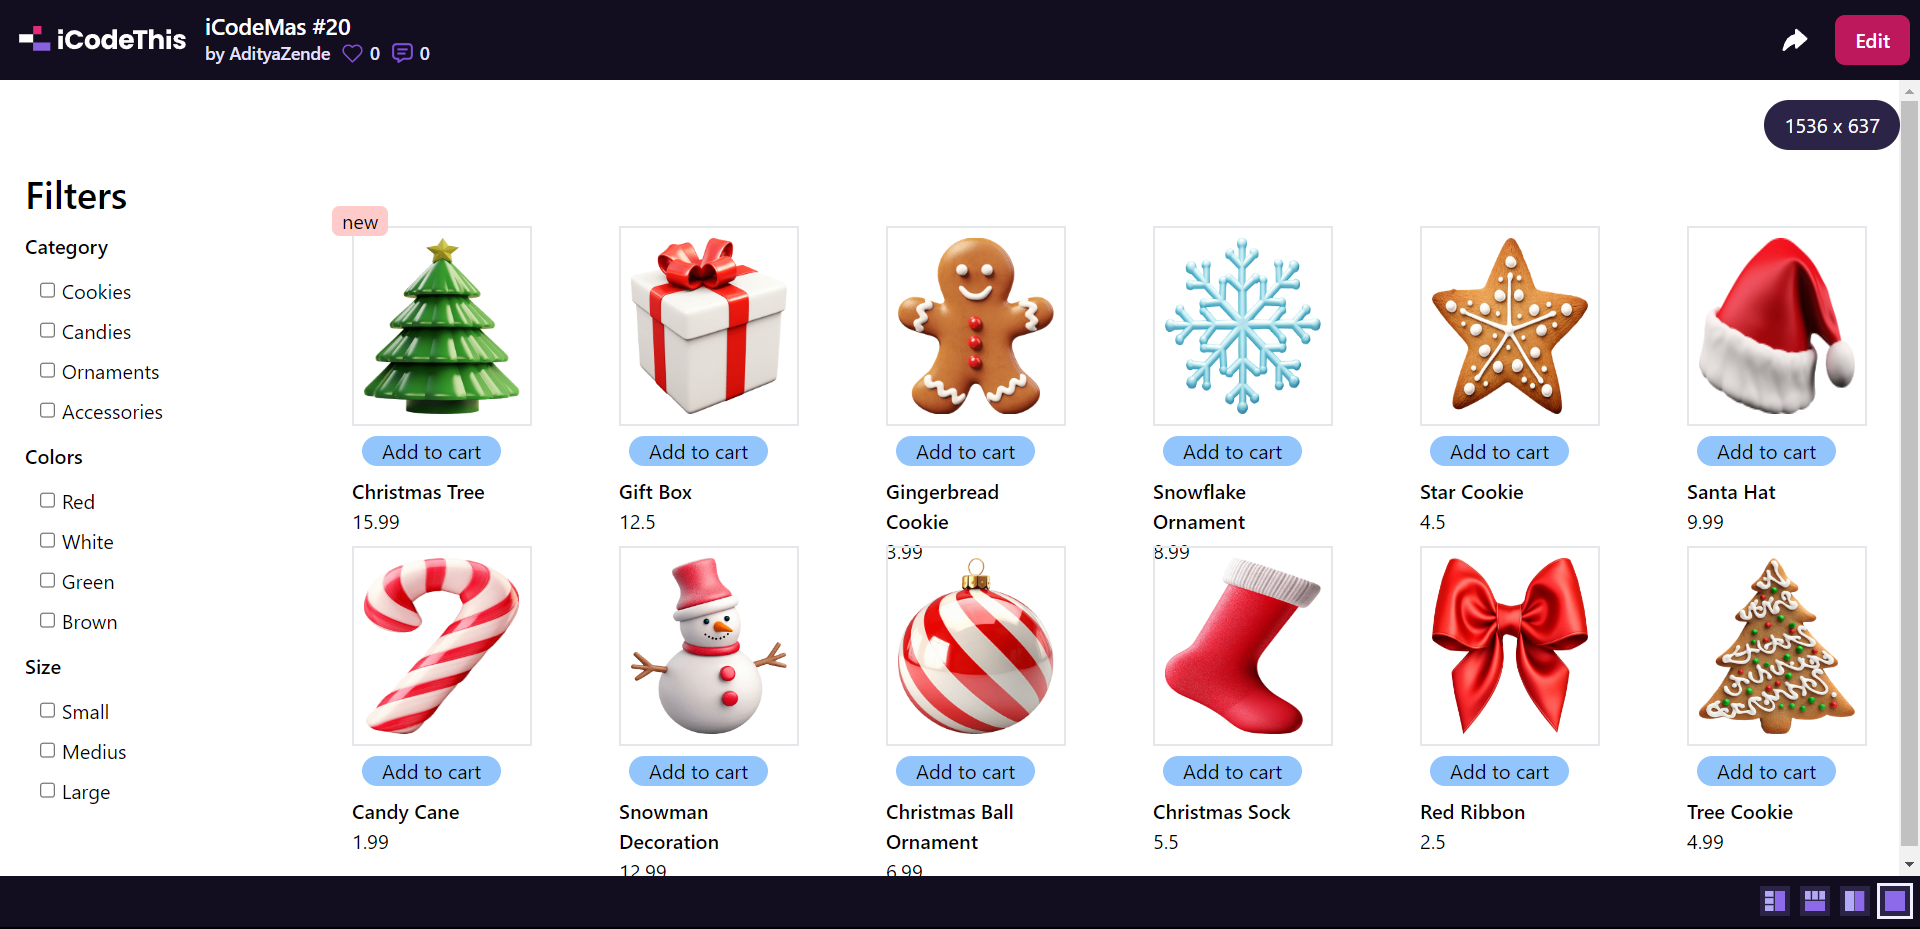 iCodeThis
iCodeMas #20
by AdityaZende 0 0
Edit
1536 x 637
Filters
Category
Cookies
Candies
Ornaments
Accessories
Colors
Red
White
Green
Brown
Size
Small
Medius
Large
new
Add to cart Add to cart Add to cart Add to cart Add to cart Add to cart
Christmas Tree
15.99
Gift Box
12.5
Gingerbread
Cookie
3.99
Snowflake
Ornament
8.99
Star Cookie
4.5
Santa Hat
9.99
Add to cart Add to cart Add to cart Add to cart Add to cart Add to cart
Candy Cane
1.99
Snowman
Decoration
12.99
Christmas Ball
Ornament
6.99
Christmas Sock
5.5
Red Ribbon
2.5
Tree Cookie
4.99